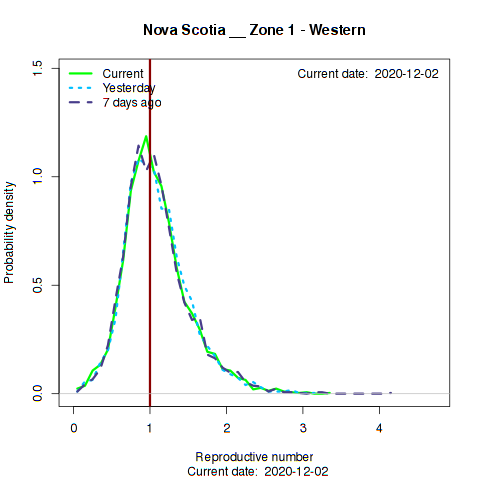 Nova Scotia __ Zone 1 - Western
Current
Yesterday
7 days ago
Current date: 2020-12-02
Probability density
1.5
1.0
0.5
0.0
0 1 2 3 4
Reproductive number
Current date: 2020-12-02